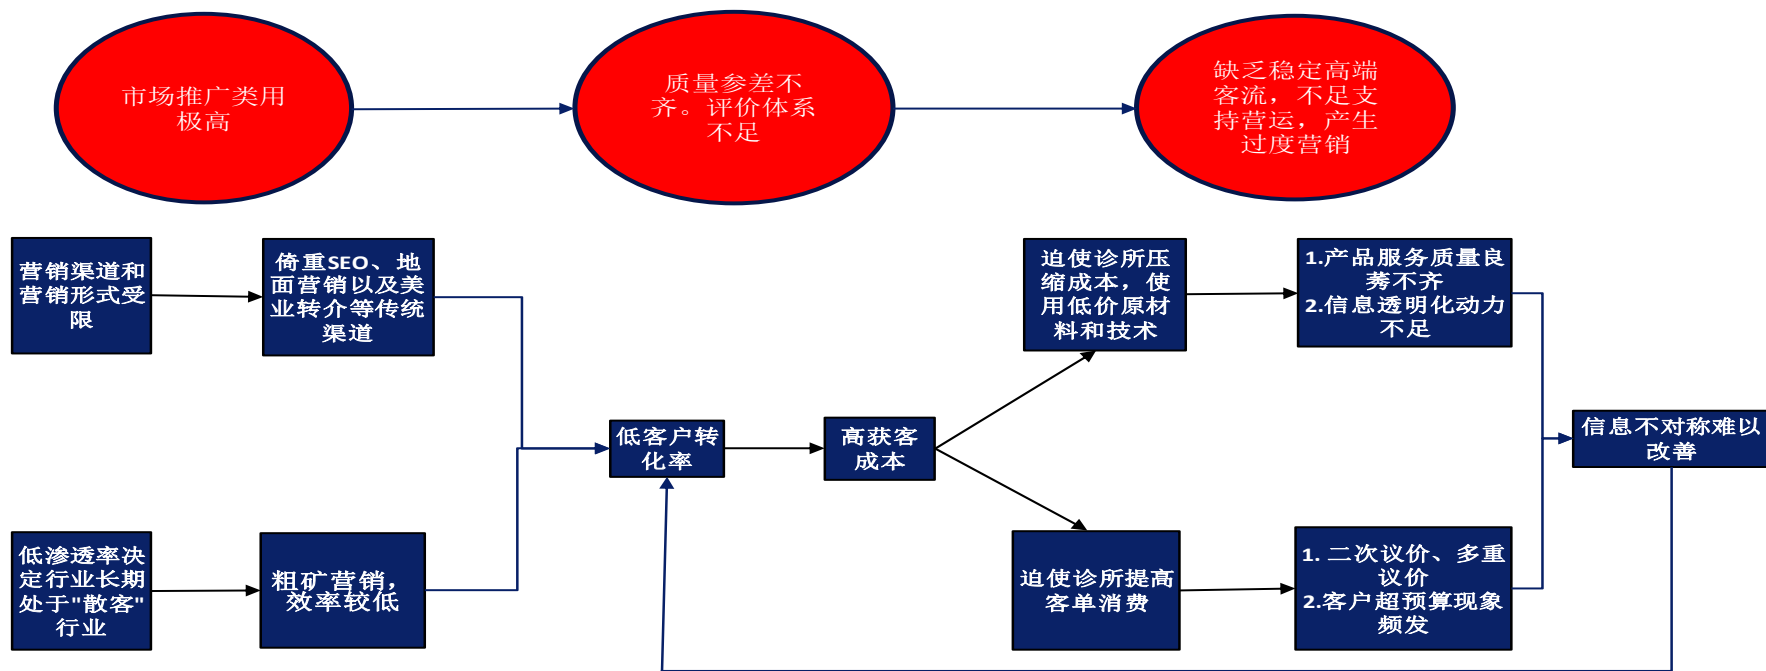 市场推广类用
极高
质量参差不
齐。评价体系
不足
缺乏稳定高端
客流，不足支
持营运，产生
过度营销
营销渠道和
营销形式受
限
倚重SEO、地
面营销以及美
业转介等传统
渠道
迫使诊所压
缩成本，使
用低价原材
料和技术
1.产品服务质量良
莠不齐
2.信息透明化动力
不足
低客户转
化率
高获客
成本
信息不对称难以
改善
低渗透率决
定行业长期
处于"散客"
行业
粗矿营销，
效率较低
迫使诊所提高
客单消费
1. 二次议价、多重
议价
2.客户超预算现象
频发